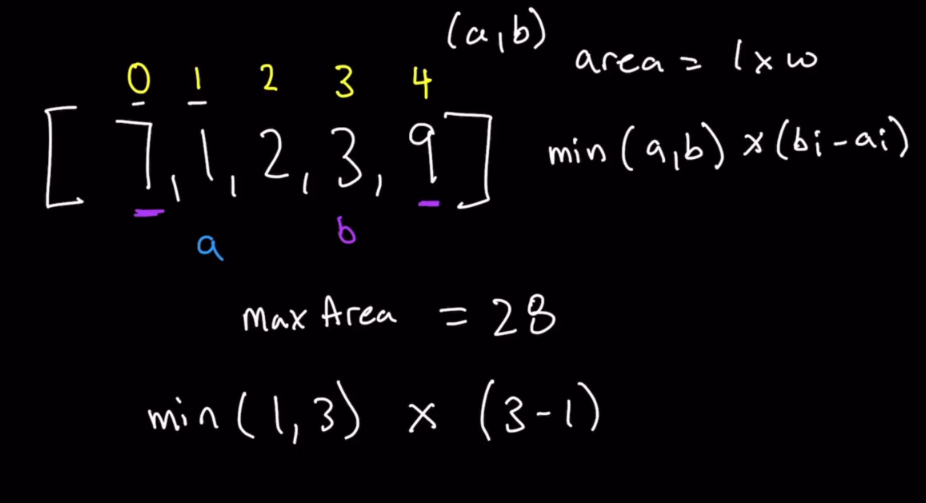 (a,b)
area = l x w
0 1 2 3 4
[7, 1, 2, 3, 9]
min(a,b) x (bi-ai)
a b
max Area = 28
min(1,3) x (3-1)